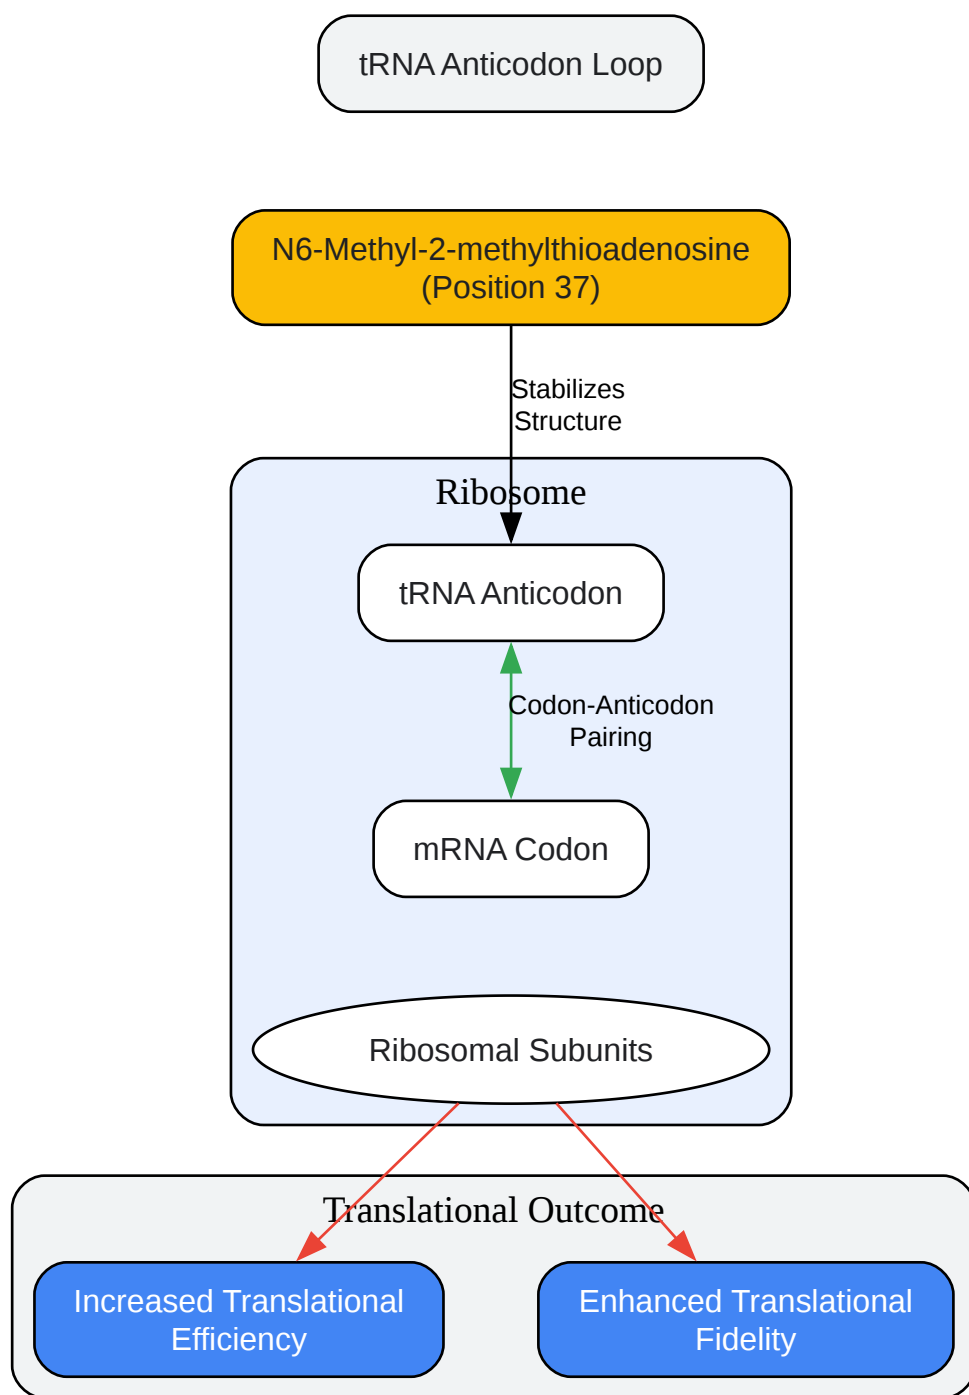 tRNA Anticodon Loop
N6-Methyl-2-methylthioadenosine
(Position 37)
Stabilizes
Structure
Ribosome
tRNA Anticodon
Codon-Anticodon
Pairing
mRNA Codon
Ribosomal Subunits
Translational Outcome
Increased Translational
Efficiency
Enhanced Translational
Fidelity